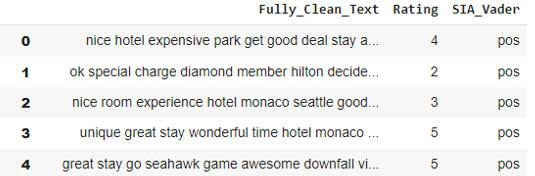 Fully_Clean_Text Rating SIA_Vader
0 nice hotel expensive park get good deal stay a... 4 pos
1 ok special charge diamond member hilton decide... 2 pos
2 nice room experience hotel monaco seattle good... 3 pos
3 unique great stay wonderful time hotel monaco ... 5 pos
4 great stay go seahawk game awesome downfall vi... 5 pos